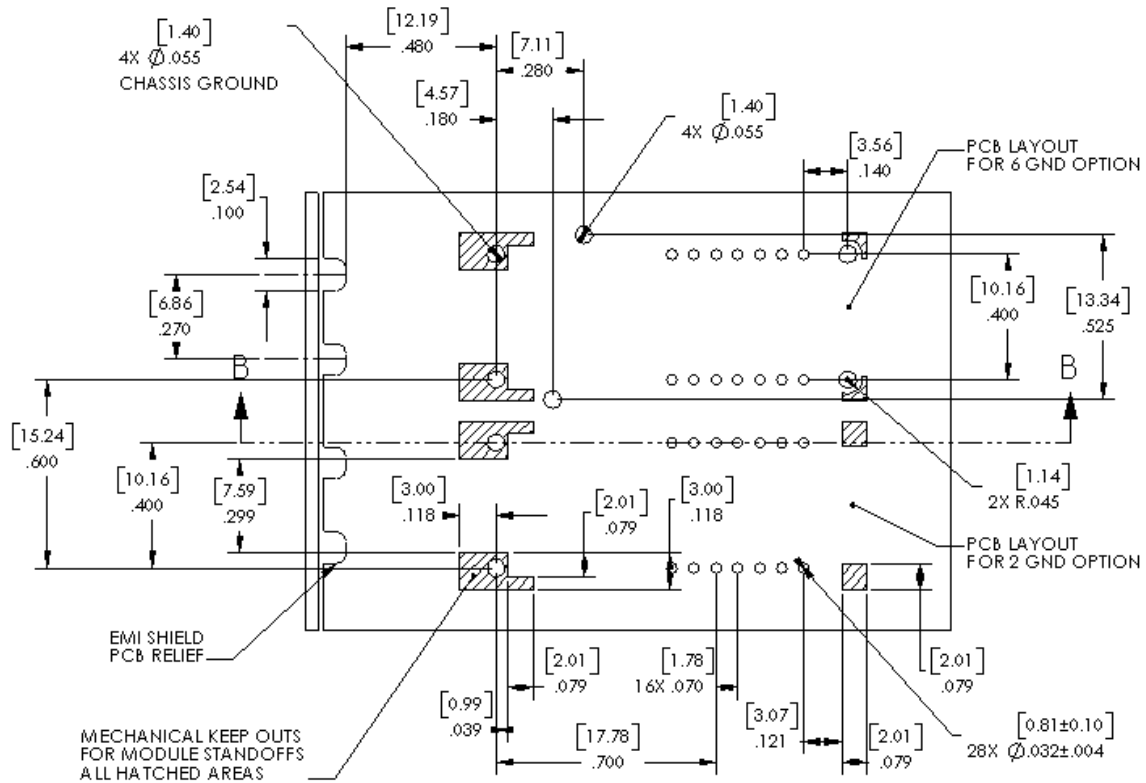 [12.19]
.480
[1.40]
4X Ø.055
CHASSIS GROUND
[7.11]
.280
[4.57]
.180
[1.40]
4X Ø.055
[3.56]
.140
PCB LAYOUT
FOR 6 GND OPTION
[2.54]
.100
[6.86]
.270
[10.16]
.400
[13.34]
.525
B
B
[15.24]
.600
[10.16]
.400
[7.59]
.299
[3.00]
.118
[2.01]
.079
[3.00]
.118
[1.14]
2X R.045
PCB LAYOUT
FOR 2 GND OPTION
EMI SHIELD
PCB RELIEF
[2.01]
.079
[1.78]
16X .070
[2.01]
.079
[0.99]
.039
[3.07]
.121
[2.01]
.079
[0.81±0.10]
28X Ø.032±.004
MECHANICAL KEEP OUTS
FOR MODULE STANDOFFS
ALL HATCHED AREAS
[17.78]
.700